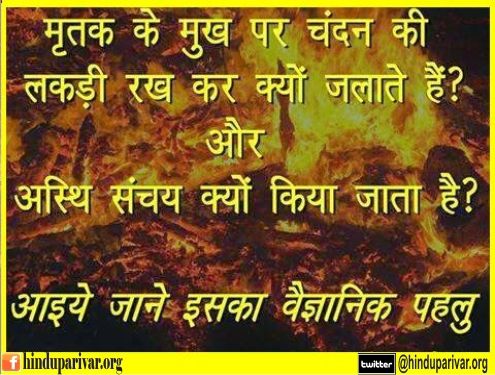 मृतक के मुख पर चंदन की
लकड़ी रख कर क्यों जलाते हैं?
और
अस्थि संचय क्यों किया जाता है?
आइये जाने इसका वैज्ञानिक पहलु
f hinduparivar.org twitter @hinduparivar.org